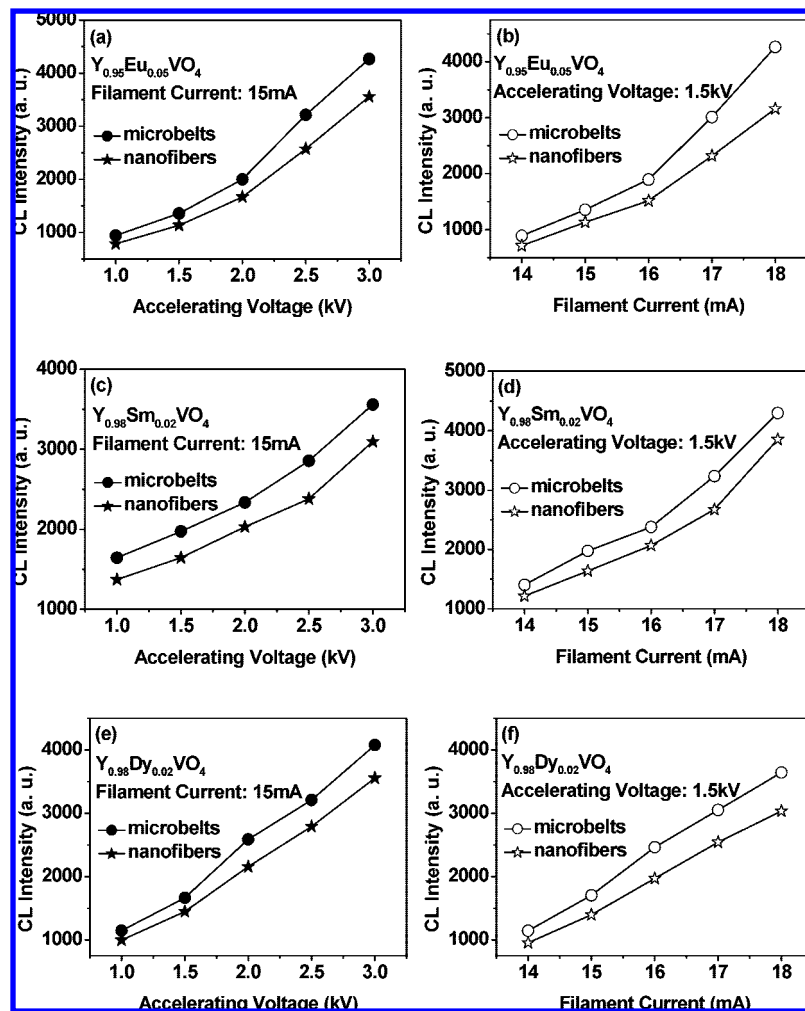 (a)
Y0.95Eu0.05VO4
Filament Current: 15mA
microbelts
nanofibers
5000
4000
3000
2000
1000
CL Intensity (a. u.)
1.0 1.5 2.0 2.5 3.0
Accelerating Voltage (kV)
(b)
Y0.95Eu0.05VO4
Accelerating Voltage: 1.5kV
microbelts
nanofibers
4000
3000
2000
1000
CL Intensity (a. u.)
14 15 16 17 18
Filament Current (mA)
(c)
Y0.98Sm0.02VO4
Filament Current: 15mA
microbelts
nanofibers
4000
3000
2000
1000
CL Intensity (a. u.)
1.0 1.5 2.0 2.5 3.0
Accelerating Voltage (kV)
(d)
Y0.98Sm0.02VO4
Accelerating Voltage: 1.5kV
microbelts
nanofibers
5000
4000
3000
2000
1000
CL Intensity (a. u.)
14 15 16 17 18
Filament Current (mA)
(e)
Y0.98Dy0.02VO4
Filament Current: 15mA
microbelts
nanofibers
4000
3000
2000
1000
CL Intensity (a. u.)
1.0 1.5 2.0 2.5 3.0
Accelerating Voltage (kV)
(f)
Y0.98Dy0.02VO4
Accelerating Voltage: 1.5kV
microbelts
nanofibers
4000
3000
2000
1000
CL Intensity (a. u.)
14 15 16 17 18
Filament Current (mA)